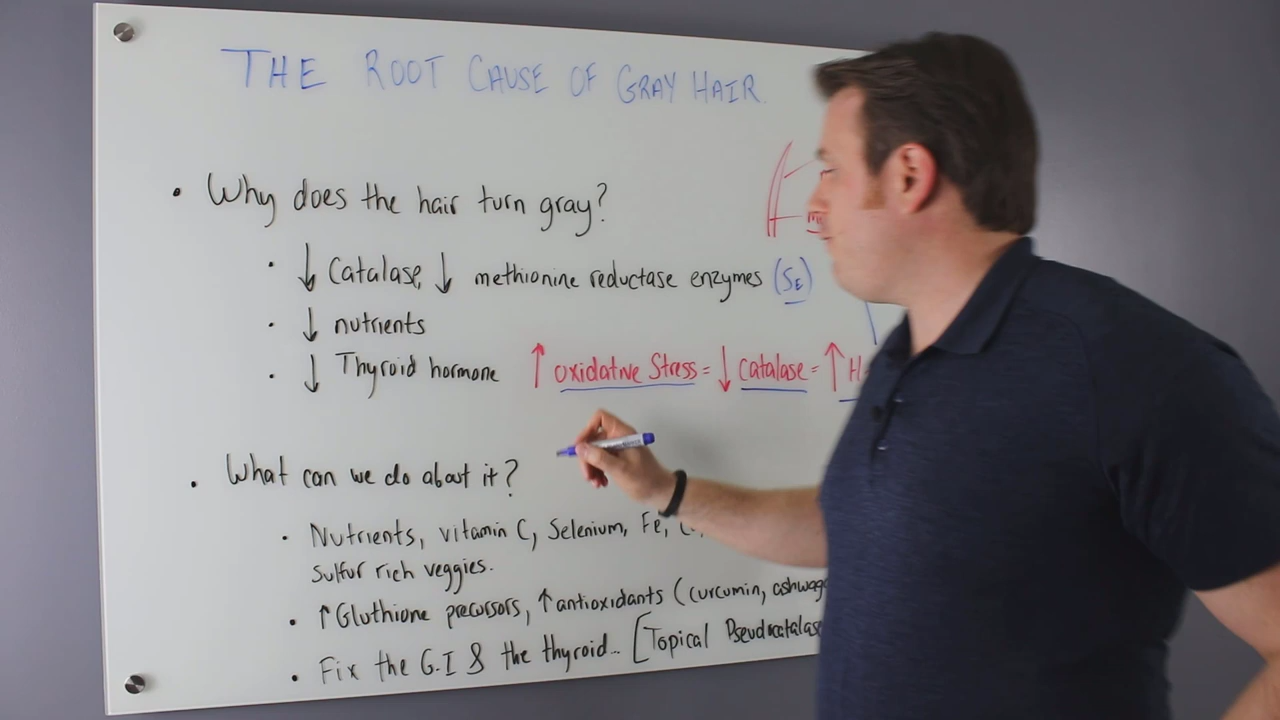 THE ROOT CAUSE OF GRAY HAIR.
• Why does the hair turn gray?
• ↓ Catalase, ↓ methionine reductase enzymes (Se)
• ↓ nutrients
• ↓ Thyroid hormone ↑ oxidative Stress = ↓ catalase = ↑ H
• What can we do about it?
• Nutrients, vitamin C, Selenium, Fe,
Sulfur rich veggies.
• ↑ Gluthione precursors, ↑ antioxidants (curcumin, ashwag
• Fix the G.I & the thyroid... [Topical Pseudocatalase